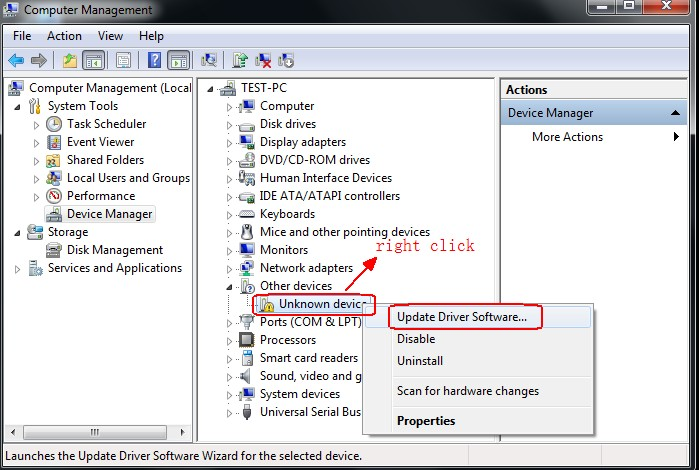 Computer Management
File Action View Help
Computer Management (Local
System Tools
Task Scheduler
Event Viewer
Shared Folders
Local Users and Groups
Performance
Device Manager
Storage
Disk Management
Services and Applications
TEST-PC
Computer
Disk drives
Display adapters
DVD/CD-ROM drives
Human Interface Devices
IDE ATA/ATAPI controllers
Keyboards
Mice and other pointing devices
Monitors
Network adapters
Other devices
Unknown device
Ports (COM & LPT)
Processors
Smart card readers
Sound, video and g
System devices
Universal Serial Bus
right click
Update Driver Software...
Disable
Uninstall
Scan for hardware changes
Properties
Actions
Device Manager
More Actions
Launches the Update Driver Software Wizard for the selected device.